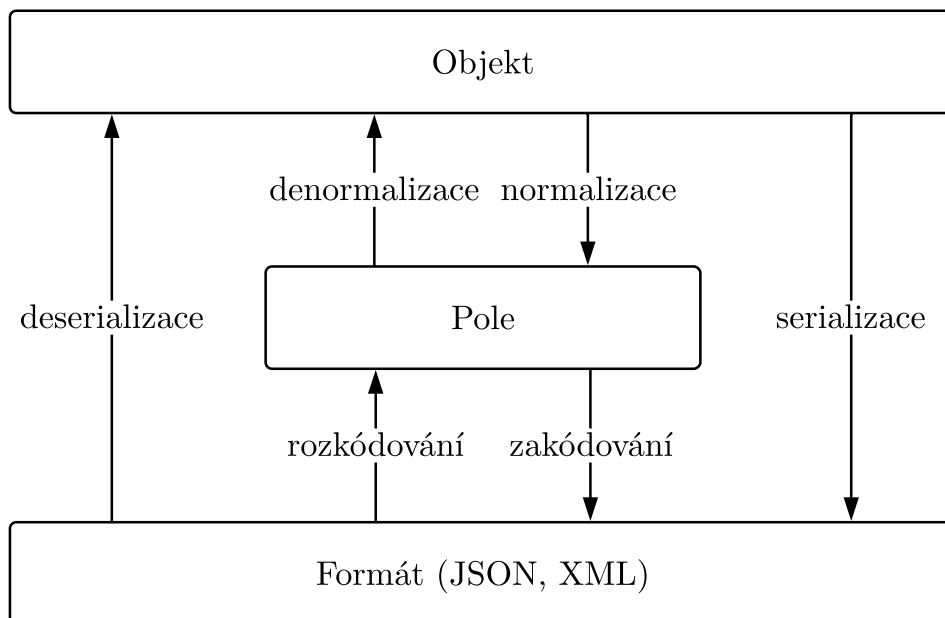 Objekt
denormalizace
normalizace
deserializace
Pole
serializace
rozkódování
zakódování
Formát (JSON, XML)